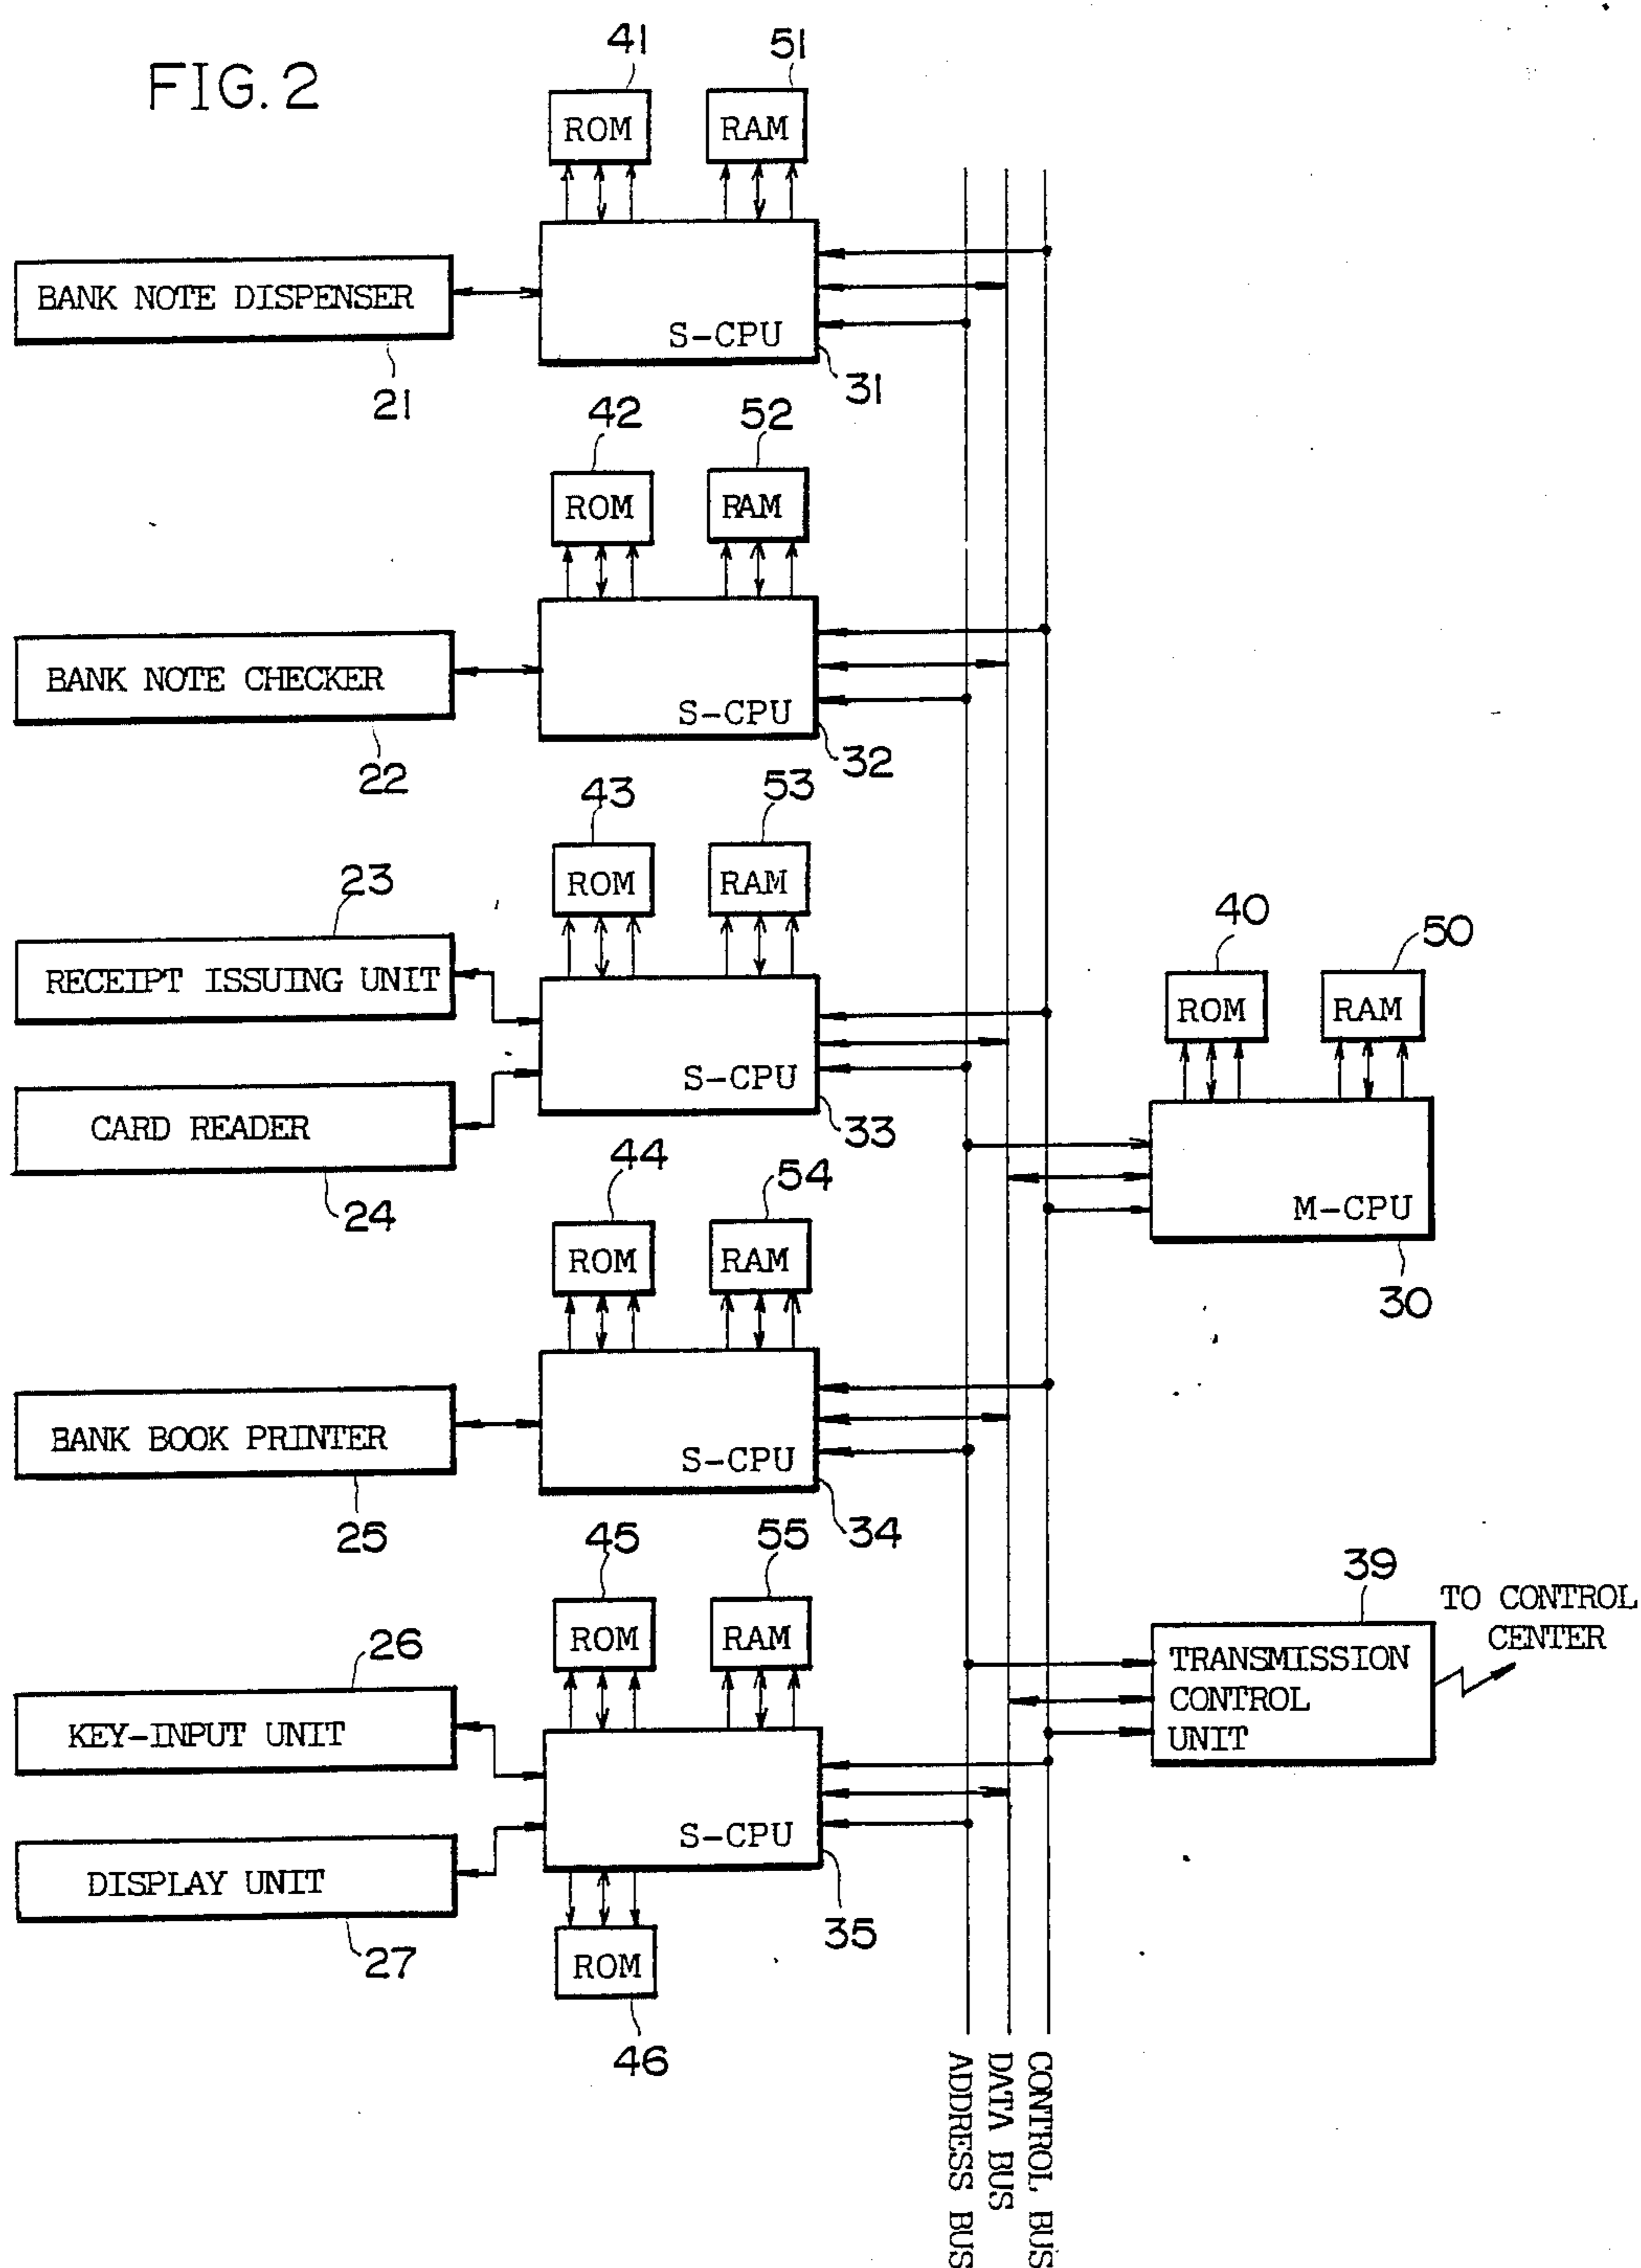 FIG. 2
41
51
ROM
RAM
BANK NOTE DISPENSER
S-CPU
21
31
42
52
ROM
RAM
BANK NOTE CHECKER
S-CPU
22
32
43
53
23
ROM
RAM
RECEIPT ISSUING UNIT
S-CPU
CARD READER
24
33
40
50
ROM
RAM
M-CPU
30
44
54
ROM
RAM
BANK BOOK PRINTER
S-CPU
25
34
45
55
ROM
RAM
26
KEY-INPUT UNIT
S-CPU
DISPLAY UNIT
27
35
ROM
46
39
TRANSMISSION
CONTROL
UNIT
TO CONTROL
CENTER
ADDRESS BUS
DATA BUS
CONTROL BUS